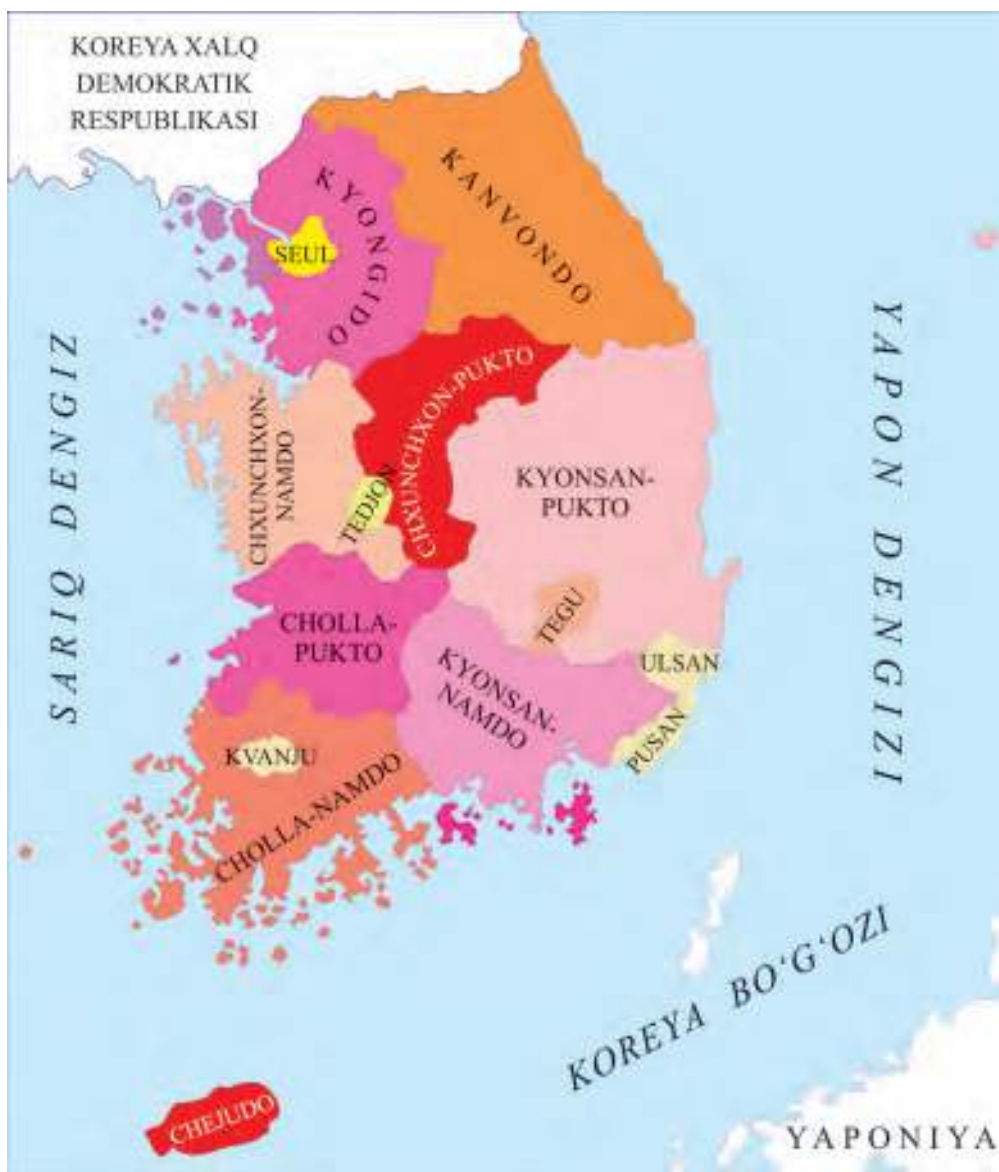 KOREYA XALQ
DEMOKRATIK
RESPUBLIKASI
KANVONDO
KYONGIDO
SEUL
SARIQ DENGIZ
YAPON DENGIZI
CHXUNCHXON-PUKTO
CHXUNCHXON-
NAMDO
TEDJON
KYONSAN-
PUKTO
TEGU
CHOLLA-
PUKTO
KYONSAN-
NAMDO
ULSAN
PUSAN
KVANJU
CHOLLA-NAMDO
KOREYA BO‘G‘OZI
CHEJUDO
YAPONIYA